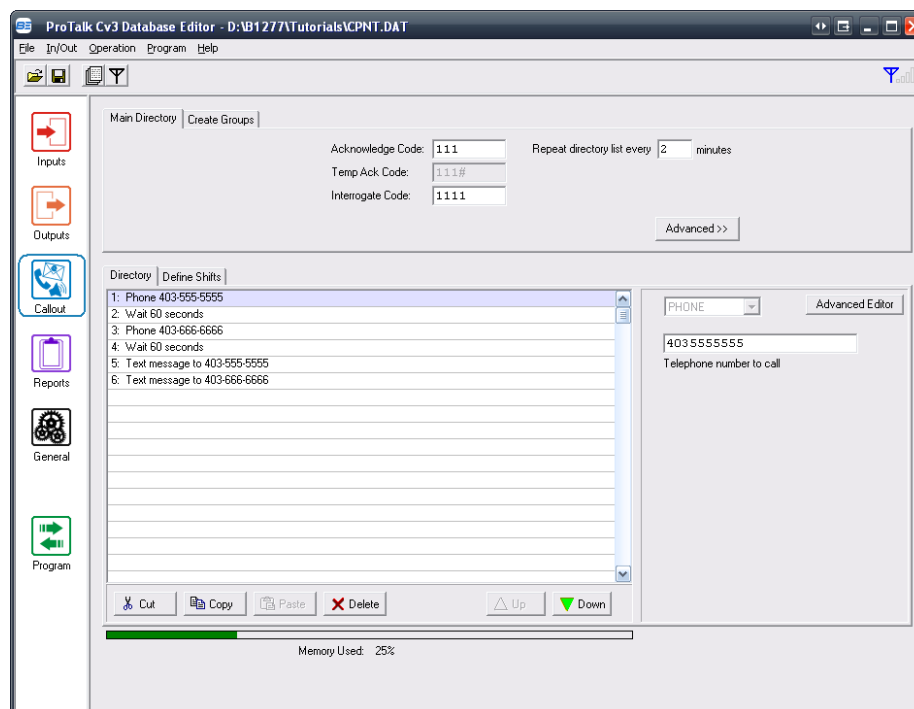 ProTalk Cv3 Database Editor - D:\B1277\Tutorials\CPNT.DAT
File In/Out Operation Program Help
Inputs
Outputs
Callout
Reports
General
Program
Main Directory Create Groups
Acknowledge Code: 111 Repeat directory list every 2 minutes
Temp Ack Code: 111#
Interrogate Code: 1111
Advanced >>
Directory Define Shifts
1: Phone 403-555-5555
2: Wait 60 seconds
3: Phone 403-666-6666
4: Wait 60 seconds
5: Text message to 403-555-5555
6: Text message to 403-666-6666
PHONE Advanced Editor
4035555555
Telephone number to call
Cut Copy Paste Delete Up Down
Memory Used: 25%